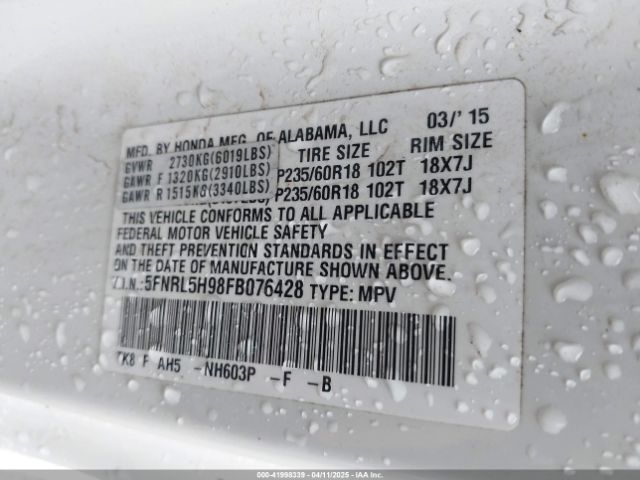 MFD. BY HONDA MFG. OF ALABAMA, LLC 03/'15
TIRE SIZE RIM SIZE
GVWR 2730KG(6019LBS)
GAWR F 1320KG(2910LBS) P235/60R18 102T 18X7J
GAWR R 1515KG(3340LBS) P235/60R18 102T 18X7J
THIS VEHICLE CONFORMS TO ALL APPLICABLE
FEDERAL MOTOR VEHICLE SAFETY
AND THEFT PREVENTION STANDARDS IN EFFECT
ON THE DATE OF MANUFACTURE SHOWN ABOVE.
V.I.N.:5FNRL5H98FB076428 TYPE: MPV
TK8 F AH5 -NH603P -F -B
000-41998339 / 04/11/2025 / IAAI.COM